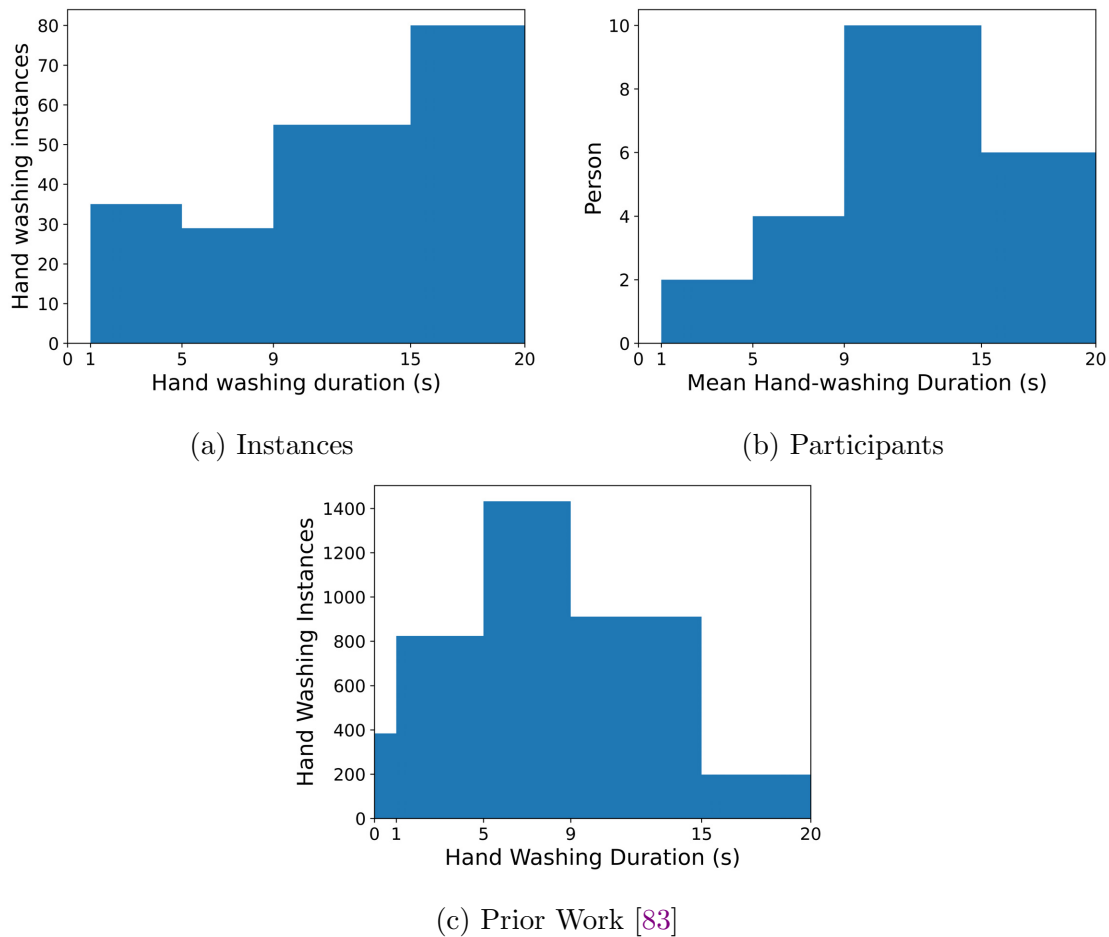 80
70
60
50
40
30
20
10
0
Hand washing instances
0 1 5 9 15 20
Hand washing duration (s)
(a) Instances
10
8
6
4
2
0
Person
0 1 5 9 15 20
Mean Hand-washing Duration (s)
(b) Participants
1400
1200
1000
800
600
400
200
0
Hand Washing Instances
0 1 5 9 15 20
Hand Washing Duration (s)
(c) Prior Work [83]